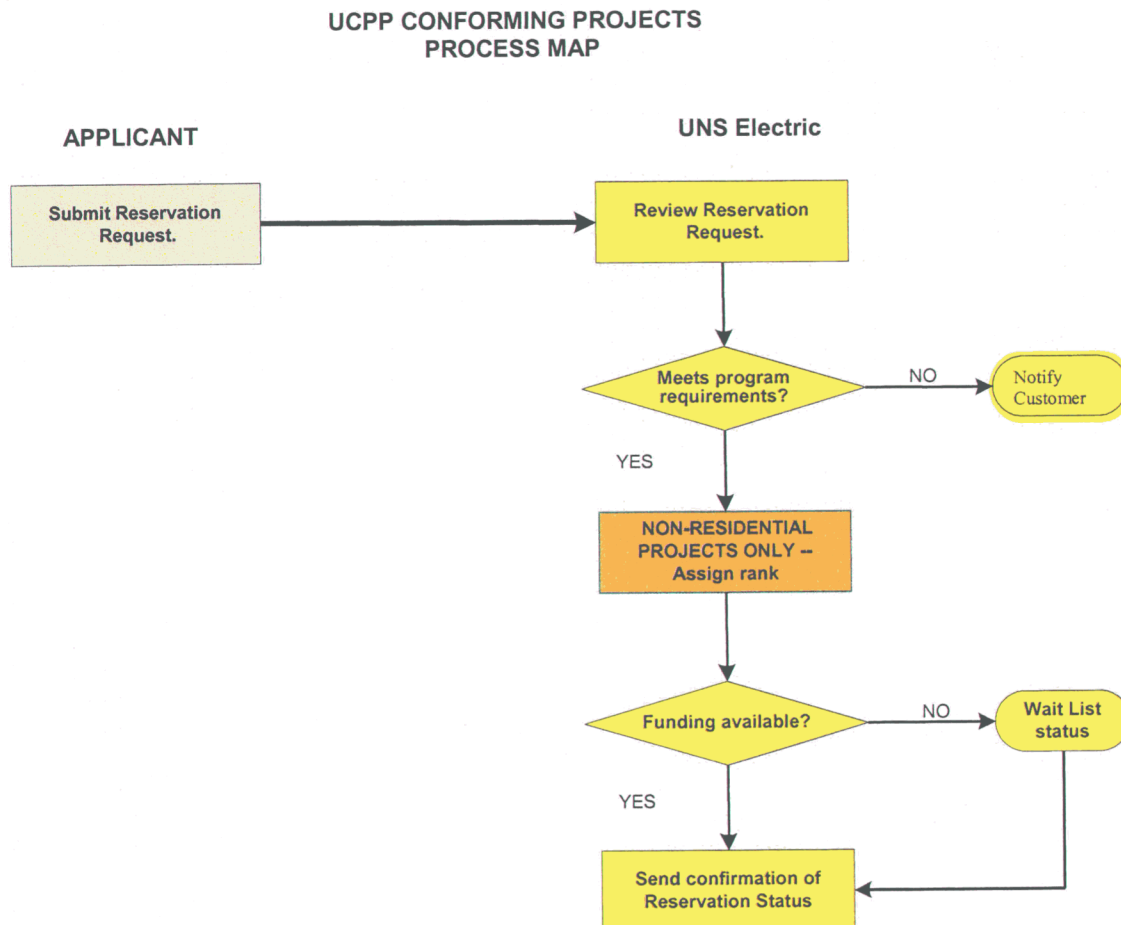 UCPP CONFORMING PROJECTS
PROCESS MAP
APPLICANT
UNS Electric
Submit Reservation
Request.
Review Reservation
Request.
Meets program
requirements?
NO
Notify
Customer
YES
NON-RESIDENTIAL
PROJECTS ONLY --
Assign rank
Funding available?
NO
Wait List
status
YES
Send confirmation of
Reservation Status